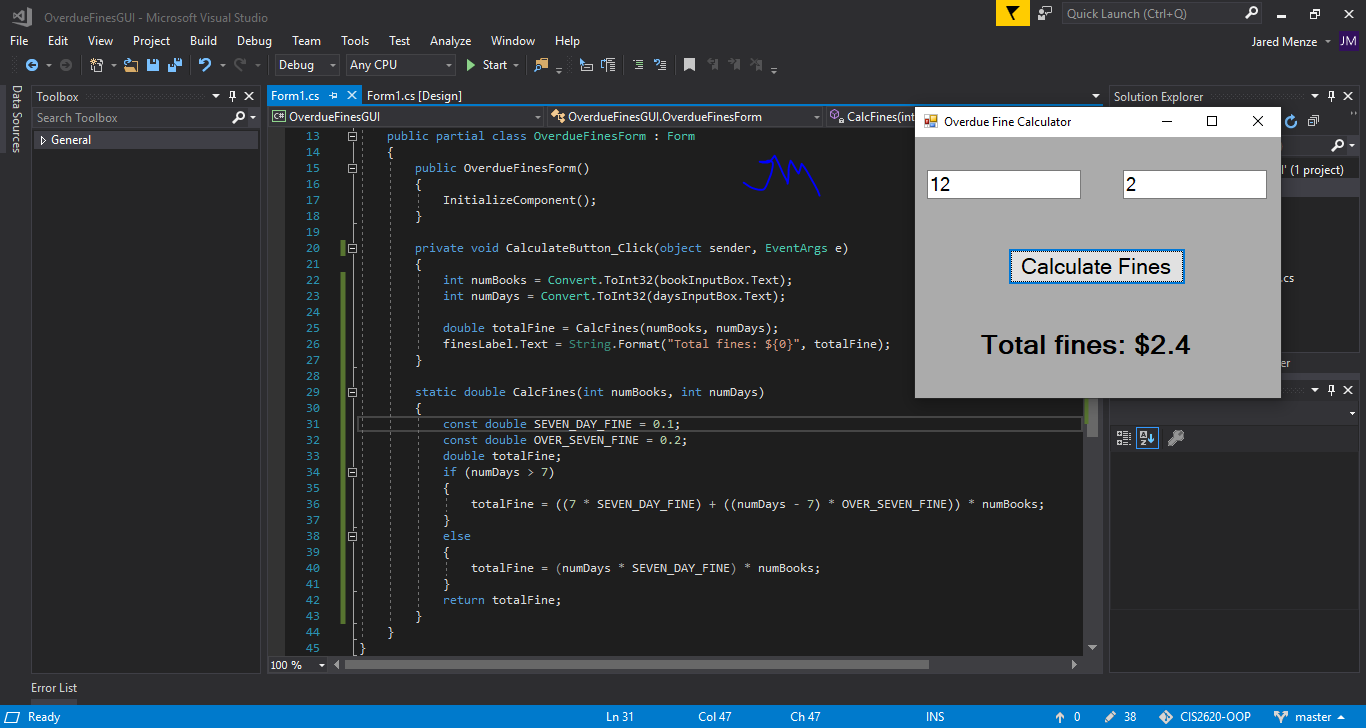 OverdueFinesGUI - Microsoft Visual Studio
Quick Launch (Ctrl+Q)
File Edit View Project Build Debug Team Tools Test Analyze Window Help
Jared Menze JM
Debug Any CPU Start
Data Sources
Toolbox
Search Toolbox
General
Form1.cs Form1.cs [Design]
C# OverdueFinesGUI OverdueFinesGUI.OverdueFinesForm CalcFines(int
Solution Explorer
l' (1 project)
.cs
er
13 public partial class OverdueFinesForm : Form
14 {
15 public OverdueFinesForm()
16 {
17 InitializeComponent();
18 }
19
20 private void CalculateButton_Click(object sender, EventArgs e)
21 {
22 int numBooks = Convert.ToInt32(bookInputBox.Text);
23 int numDays = Convert.ToInt32(daysInputBox.Text);
24
25 double totalFine = CalcFines(numBooks, numDays);
26 finesLabel.Text = String.Format("Total fines: ${0}", totalFine);
27 }
28
29 static double CalcFines(int numBooks, int numDays)
30 {
31 const double SEVEN_DAY_FINE = 0.1;
32 const double OVER_SEVEN_FINE = 0.2;
33 double totalFine;
34 if (numDays > 7)
35 {
36 totalFine = ((7 * SEVEN_DAY_FINE) + ((numDays - 7) * OVER_SEVEN_FINE)) * numBooks;
37 }
38 else
39 {
40 totalFine = (numDays * SEVEN_DAY_FINE) * numBooks;
41 }
42 return totalFine;
43 }
44 }
45 }
JM
Overdue Fine Calculator
12 2
Calculate Fines
Total fines: $2.4
100 %
Error List
Ready Ln 31 Col 47 Ch 47 INS 0 38 CIS2620-OOP master